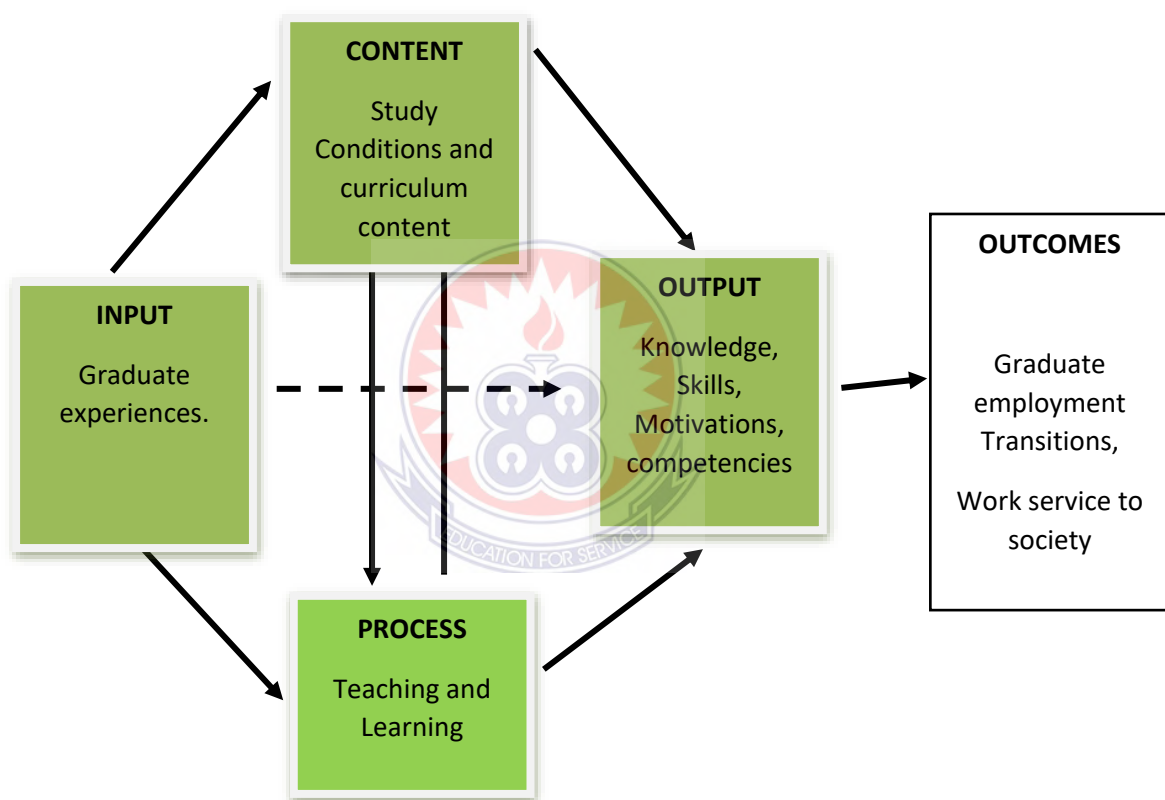 CONTENT
Study
Conditions and
curriculum
content
INPUT
Graduate
experiences.
OUTPUT
Knowledge,
Skills,
Motivations,
competencies
OUTCOMES
Graduate
employment
Transitions,
Work service to
society
PROCESS
Teaching and
Learning
EDUCATION FOR SERVICE